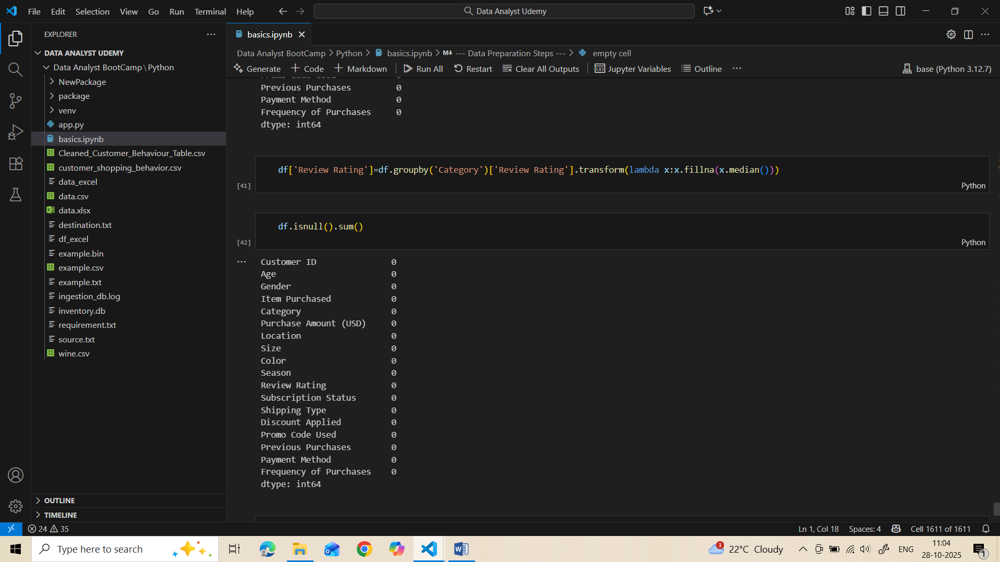 File Edit Selection View Go Run Terminal Help
Data Analyst Udemy
EXPLORER
DATA ANALYST UDEMY
Data Analyst BootCamp\Python
NewPackage
package
venv
app.py
basics.ipynb
Cleaned_Customer_Behaviour_Table.csv
customer_shopping_behavior.csv
data_excel
data.csv
data.xlsx
destination.txt
df_excel
example.bin
example.csv
example.txt
ingestion_db.log
inventory.db
requirement.txt
source.txt
wine.csv
OUTLINE
TIMELINE
basics.ipynb
Data Analyst BootCamp > Python > basics.ipynb > M↓ --- Data Preparation Steps --- > empty cell
Generate + Code + Markdown Run All Restart Clear All Outputs Jupyter Variables Outline ... base (Python 3.12.7)
Promo Code Used 0
Previous Purchases 0
Payment Method 0
Frequency of Purchases 0
dtype: int64
df['Review Rating']=df.groupby('Category')['Review Rating'].transform(lambda x:x.fillna(x.median()))
[41]
Python
df.isnull().sum()
[42]
Python
Customer ID 0
Age 0
Gender 0
Item Purchased 0
Category 0
Purchase Amount (USD) 0
Location 0
Size 0
Color 0
Season 0
Review Rating 0
Subscription Status 0
Shipping Type 0
Discount Applied 0
Promo Code Used 0
Previous Purchases 0
Payment Method 0
Frequency of Purchases 0
dtype: int64
24 35
Ln 1, Col 18 Spaces: 4 Cell 1611 of 1611
Type here to search
3
22°C Cloudy
ENG
11:04
28-10-2025
1